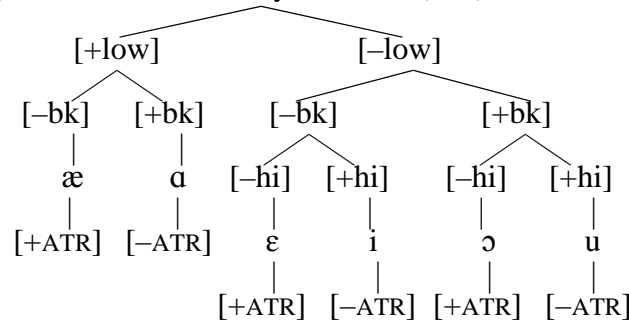 [+low] [–low]
[–bk] [+bk] [–bk] [+bk]
æ ɑ [–hi] [+hi] [–hi] [+hi]
[+ATR] [–ATR] ɛ i ɔ u
[+ATR] [–ATR] [+ATR] [–ATR]